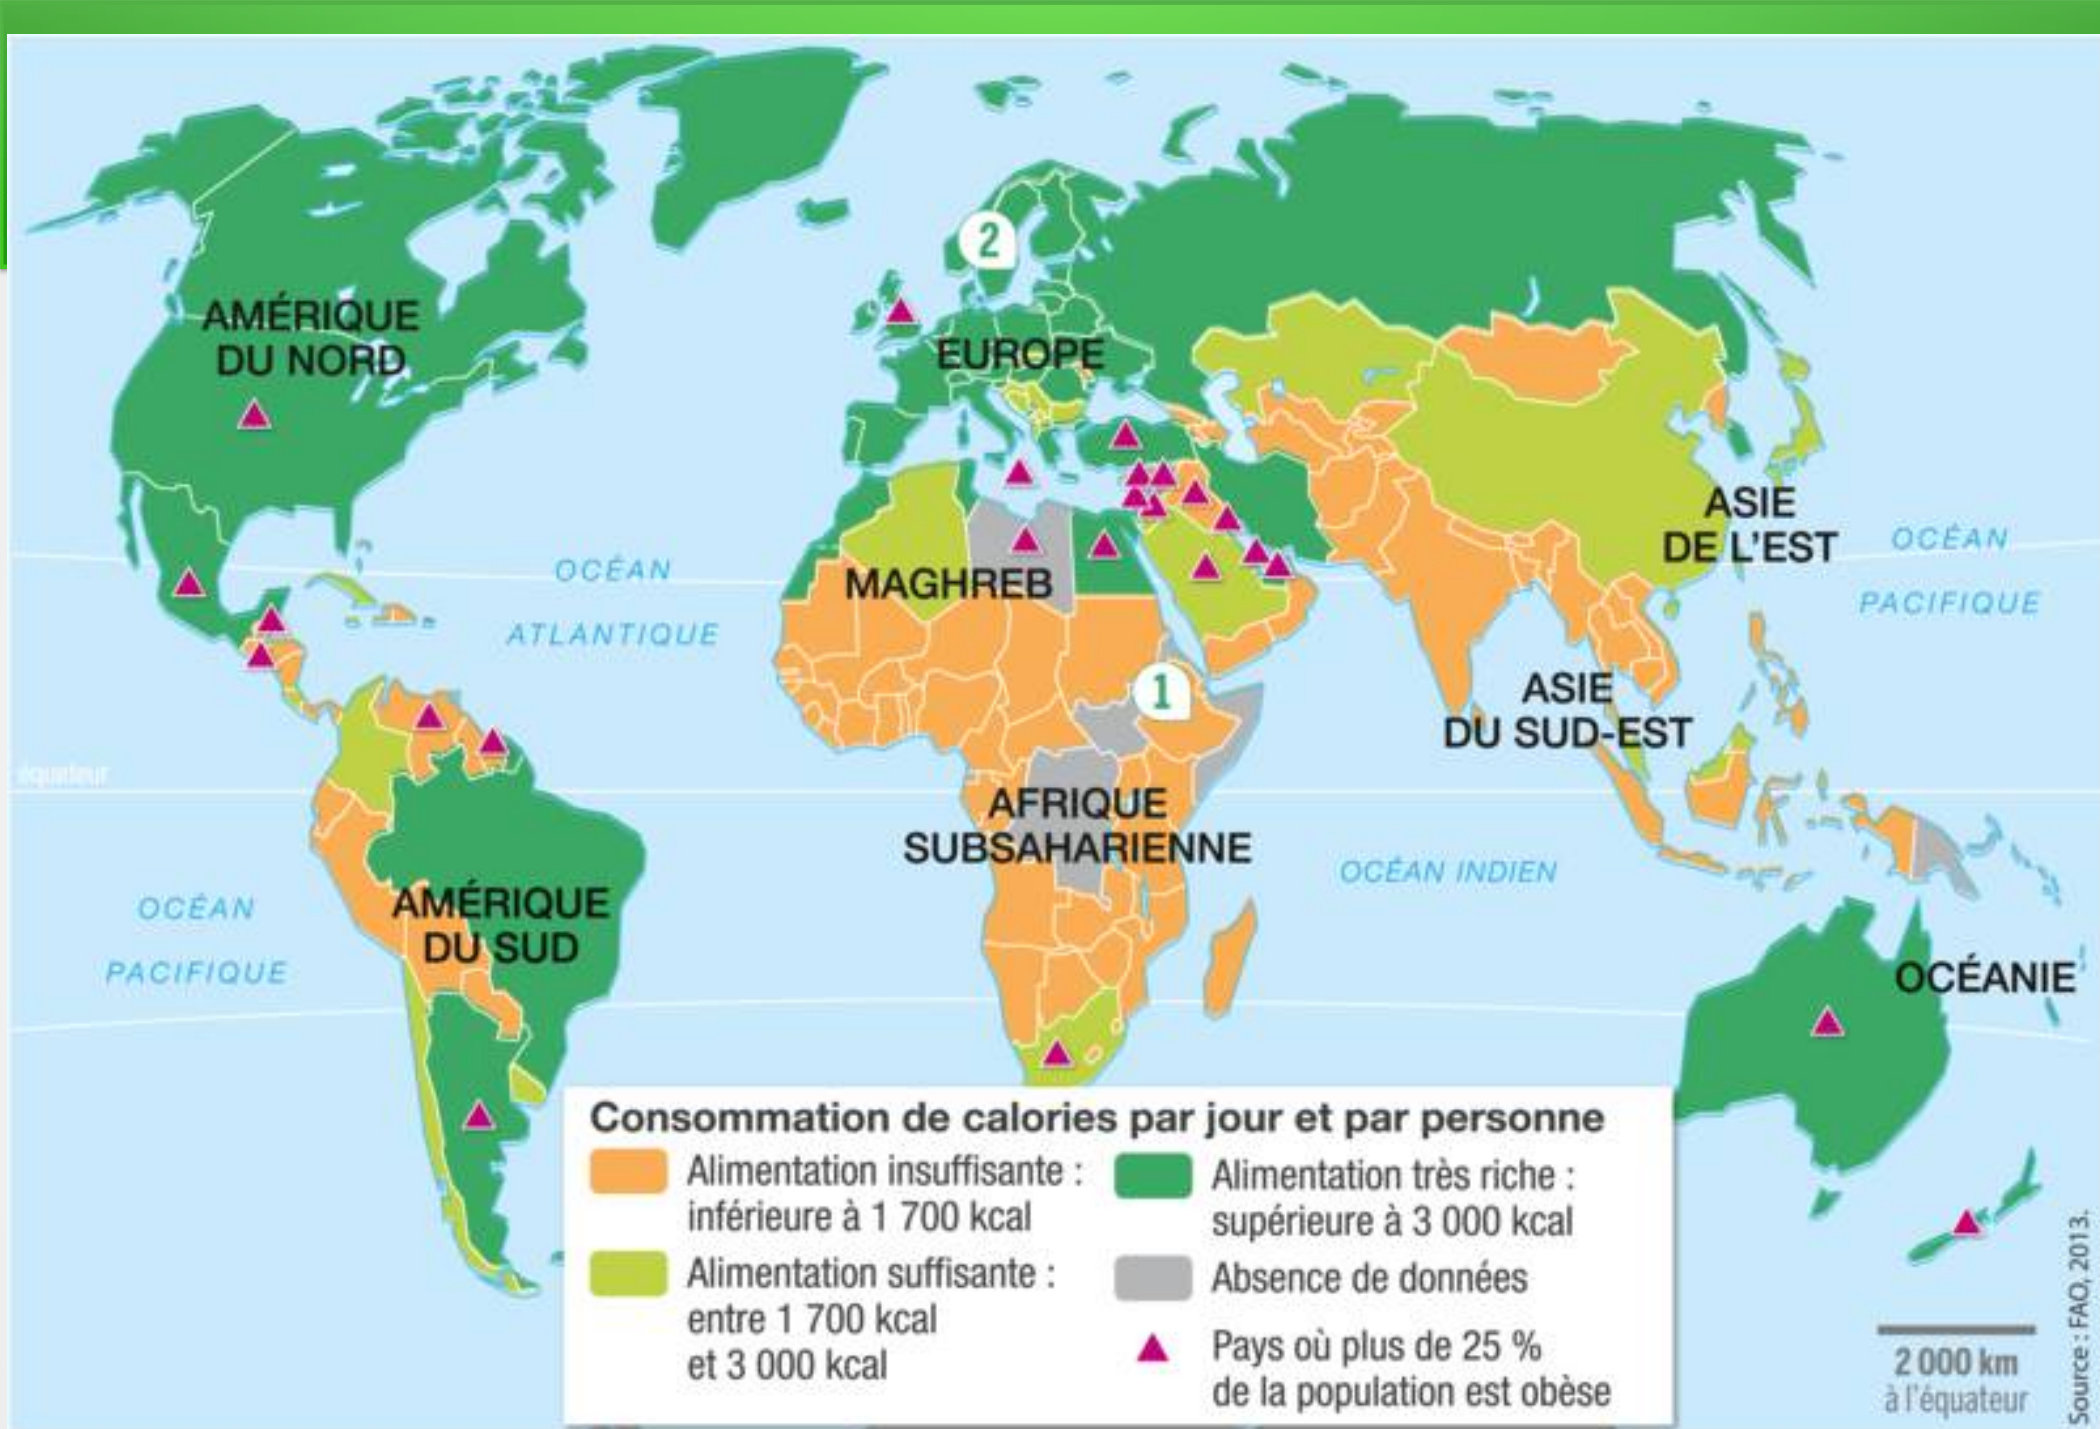 2
AMÉRIQUE
DU NORD
EUROPE
ASIE
DE L'EST
OCÉAN
PACIFIQUE
OCÉAN
ATLANTIQUE
MAGHREB
1
ASIE
DU SUD-EST
équateur
AFRIQUE
SUBSAHARIENNE
OCÉAN INDIEN
AMÉRIQUE
DU SUD
OCÉAN
PACIFIQUE
OCÉANIE
Consommation de calories par jour et par personne
Alimentation insuffisante :
inférieure à 1 700 kcal
Alimentation suffisante :
entre 1 700 kcal
et 3 000 kcal
Alimentation très riche :
supérieure à 3 000 kcal
Absence de données
Pays où plus de 25 %
de la population est obèse
2 000 km
à l'équateur
Source : FAO, 2013.